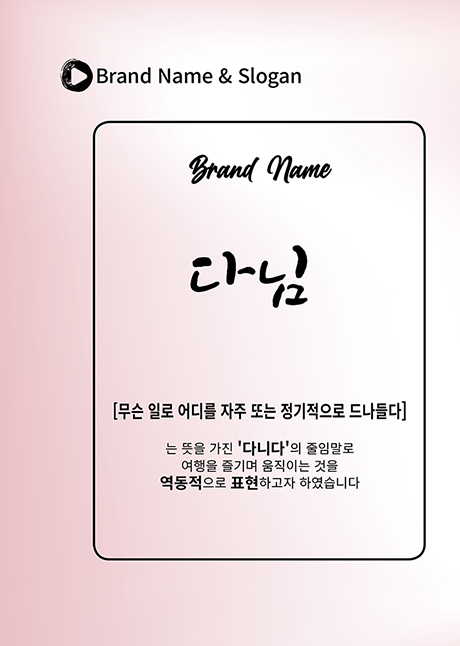 Brand Name & Slogan
Brand Name
다님
[무슨 일로 어디를 자주 또는 정기적으로 드나들다]
는 뜻을 가진 '다니다'의 줄임말로
여행을 즐기며 움직이는 것을
역동적으로 표현하고자 하였습니다